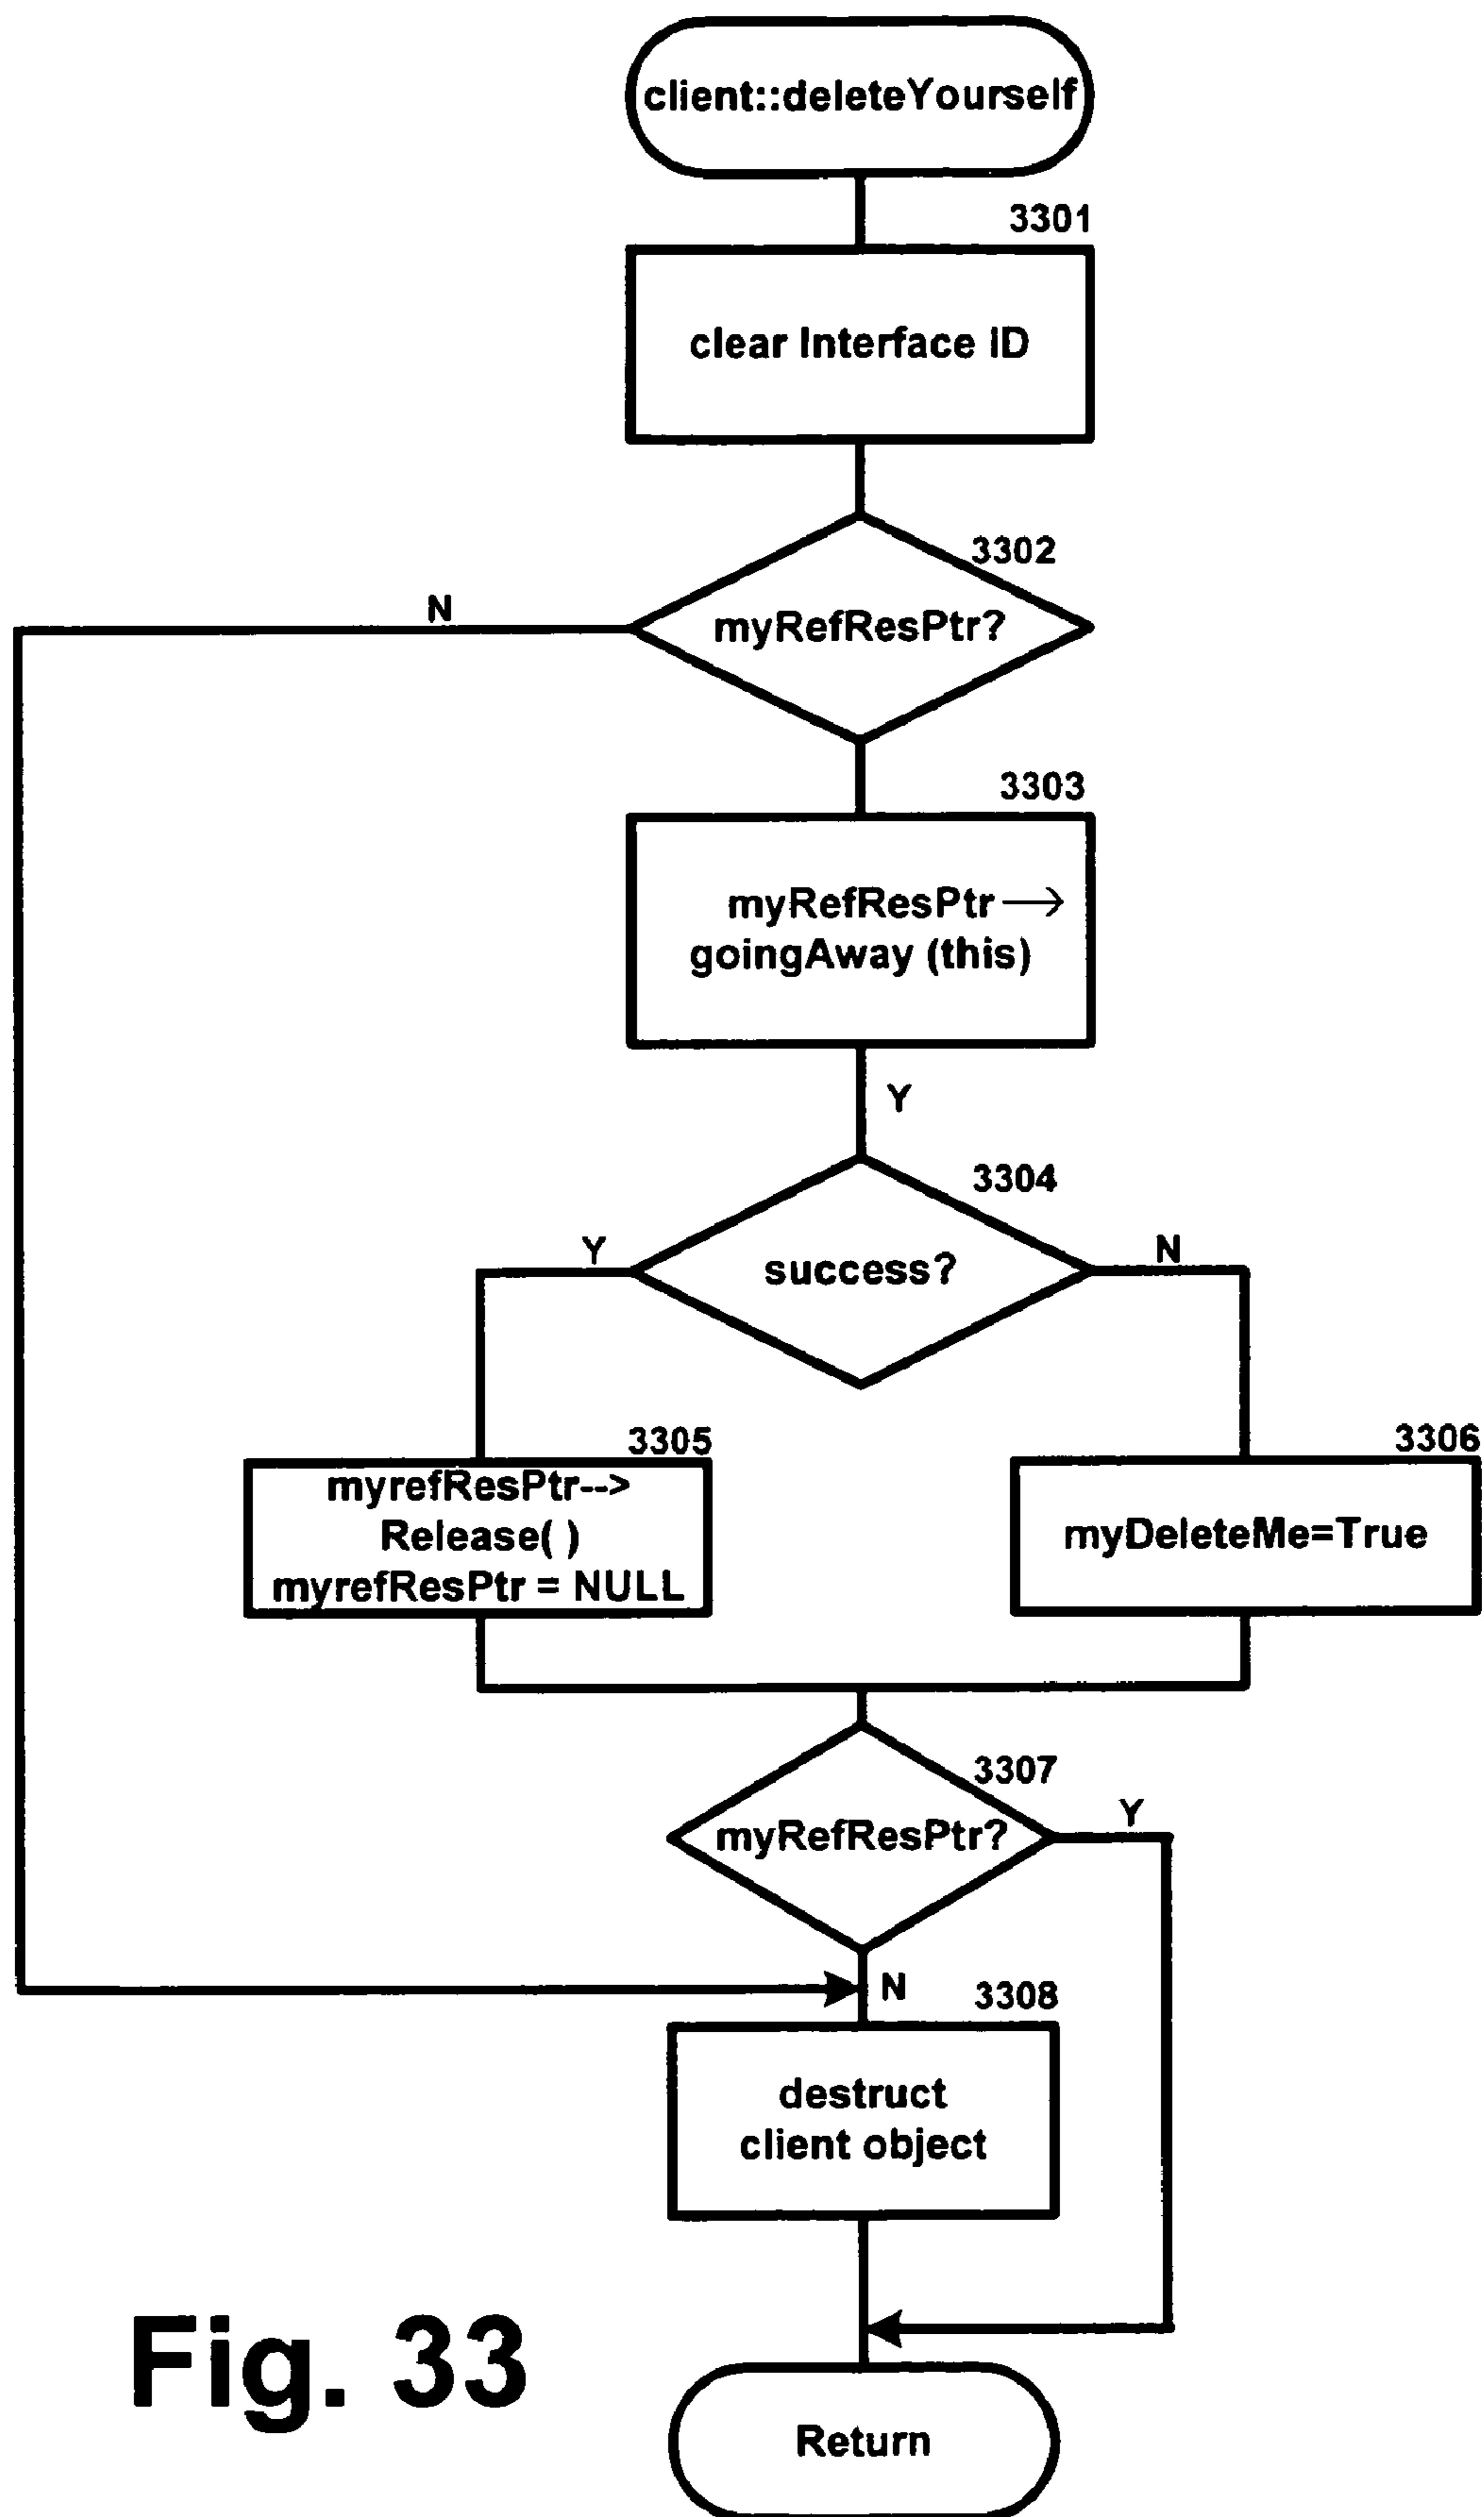 client::deleteYourself
3301
clear Interface ID
3302
N
myRefResPtr?
3303
myRefResPtr→
goingAway (this)
Y
3304
Y
N
success?
3305
3306
myrefResPtr-->
Release( )
myrefResPtr = NULL
myDeleteMe=True
3307
Y
myRefResPtr?
N
3308
destruct
client object
Fig. 33
Return